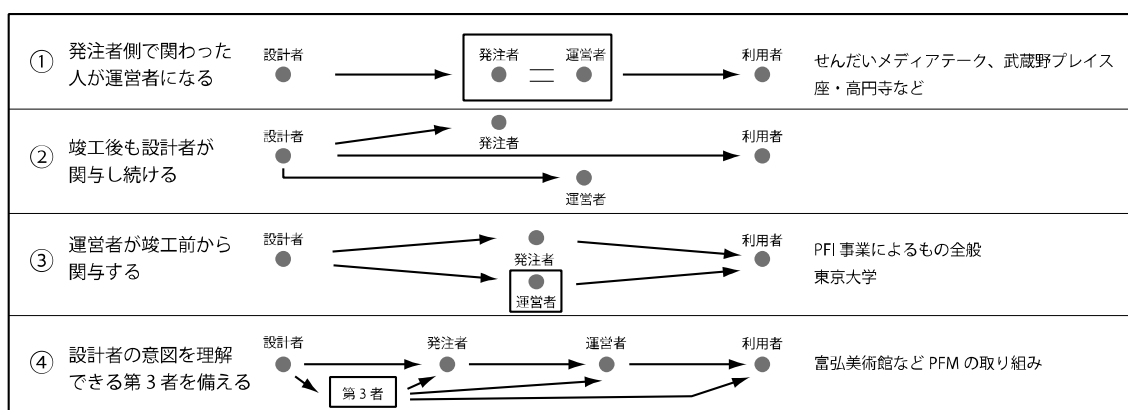 ①
発注者側で関わった
人が運営者になる
設計者
発注者
運営者
利用者
せんだいメディアテーク、武蔵野プレイス
座・高円寺など
②
竣工後も設計者が
関与し続ける
設計者
発注者
運営者
利用者
③
運営者が竣工前から
関与する
設計者
発注者
運営者
利用者
PFI 事業によるもの全般
東京大学
④
設計者の意図を理解
できる第 3 者を備える
設計者
第 3 者
発注者
運営者
利用者
富弘美術館など PFM の取り組み